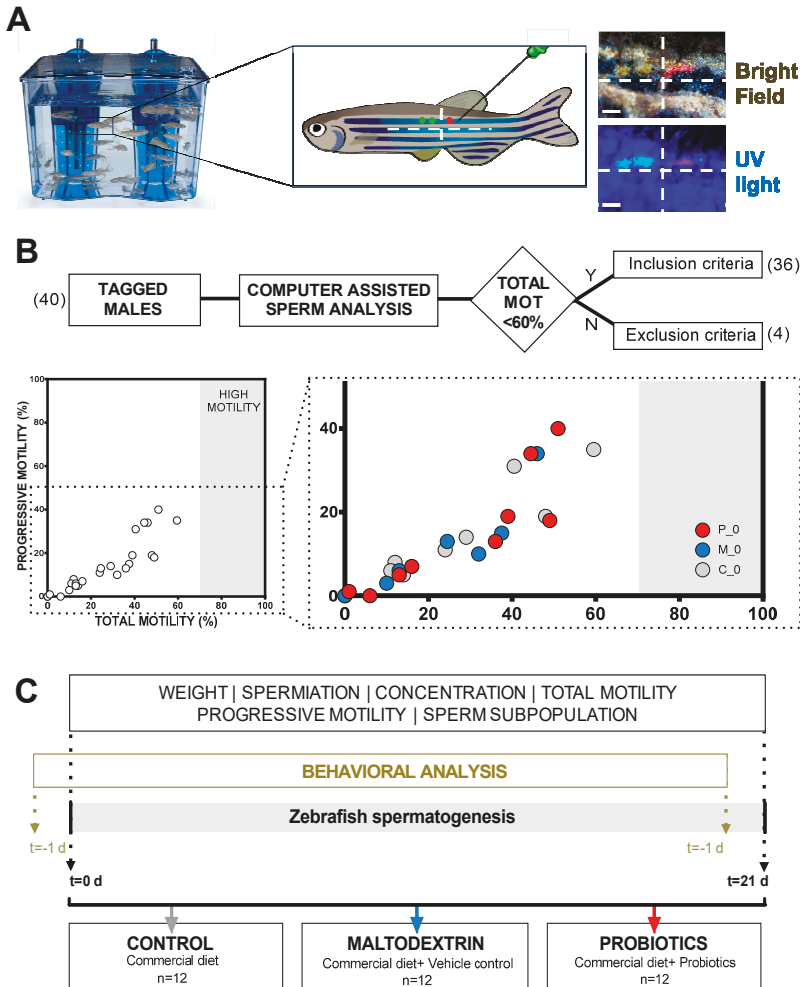 A
Bright
Field
UV
light
B
(40)
TAGGED
MALES
COMPUTER ASSISTED
SPERM ANALYSIS
TOTAL
MOT
<60%
Y
N
Inclusion criteria
(36)
Exclusion criteria
(4)
PROGRESSIVE MOTILITY (%)
100
80
60
40
20
0
0
20
40
60
80
100
TOTAL MOTILITY (%)
HIGH
MOTILITY
40
20
0
0
20
40
60
80
100
P_0
M_0
C_0
C
WEIGHT | SPERMIATION | CONCENTRATION | TOTAL MOTILITY
PROGRESSIVE MOTILITY | SPERM SUBPOPULATION
BEHAVIORAL ANALYSIS
Zebrafish spermatogenesis
t=-1 d
t=-1 d
t=0 d
t=21 d
CONTROL
Commercial diet
n=12
MALTODEXTRIN
Commercial diet+ Vehicle control
n=12
PROBIOTICS
Commercial diet+ Probiotics
n=12